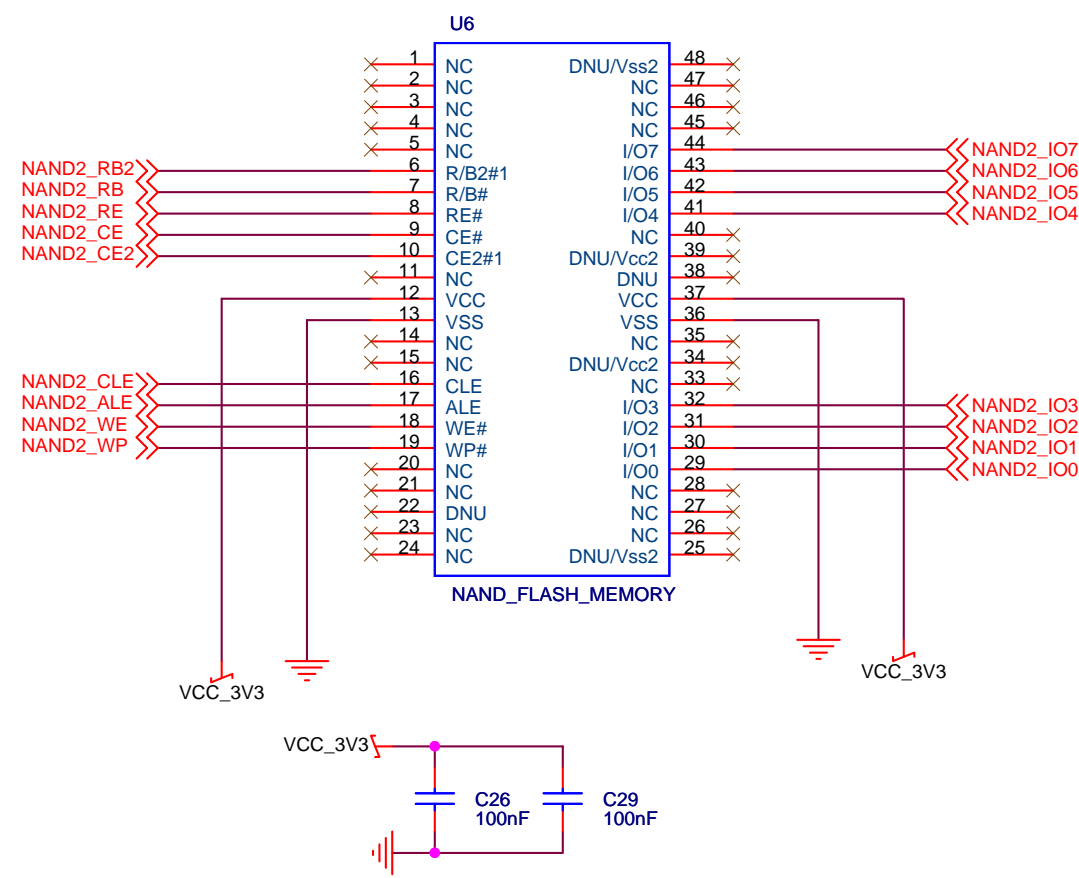 U6
1 NC DNU/Vss2 48
2 NC NC 47
3 NC NC 46
4 NC NC 45
5 NC I/O7 44 NAND2_IO7
NAND2_RB2 6 R/B2#1 I/O6 43 NAND2_IO6
NAND2_RB 7 R/B# I/O5 42 NAND2_IO5
NAND2_RE 8 RE# I/O4 41 NAND2_IO4
NAND2_CE 9 CE# NC 40
NAND2_CE2 10 CE2#1 DNU/Vcc2 39
11 NC DNU 38
12 VCC VCC 37
13 VSS VSS 36
14 NC NC 35
15 NC DNU/Vcc2 34
NAND2_CLE 16 CLE NC 33
NAND2_ALE 17 ALE I/O3 32 NAND2_IO3
NAND2_WE 18 WE# I/O2 31 NAND2_IO2
NAND2_WP 19 WP# I/O1 30 NAND2_IO1
20 NC I/O0 29 NAND2_IO0
21 NC NC 28
22 DNU NC 27
23 NC NC 26
24 NC DNU/Vss2 25
NAND_FLASH_MEMORY
VCC_3V3
VCC_3V3
VCC_3V3
C26 C29
100nF 100nF